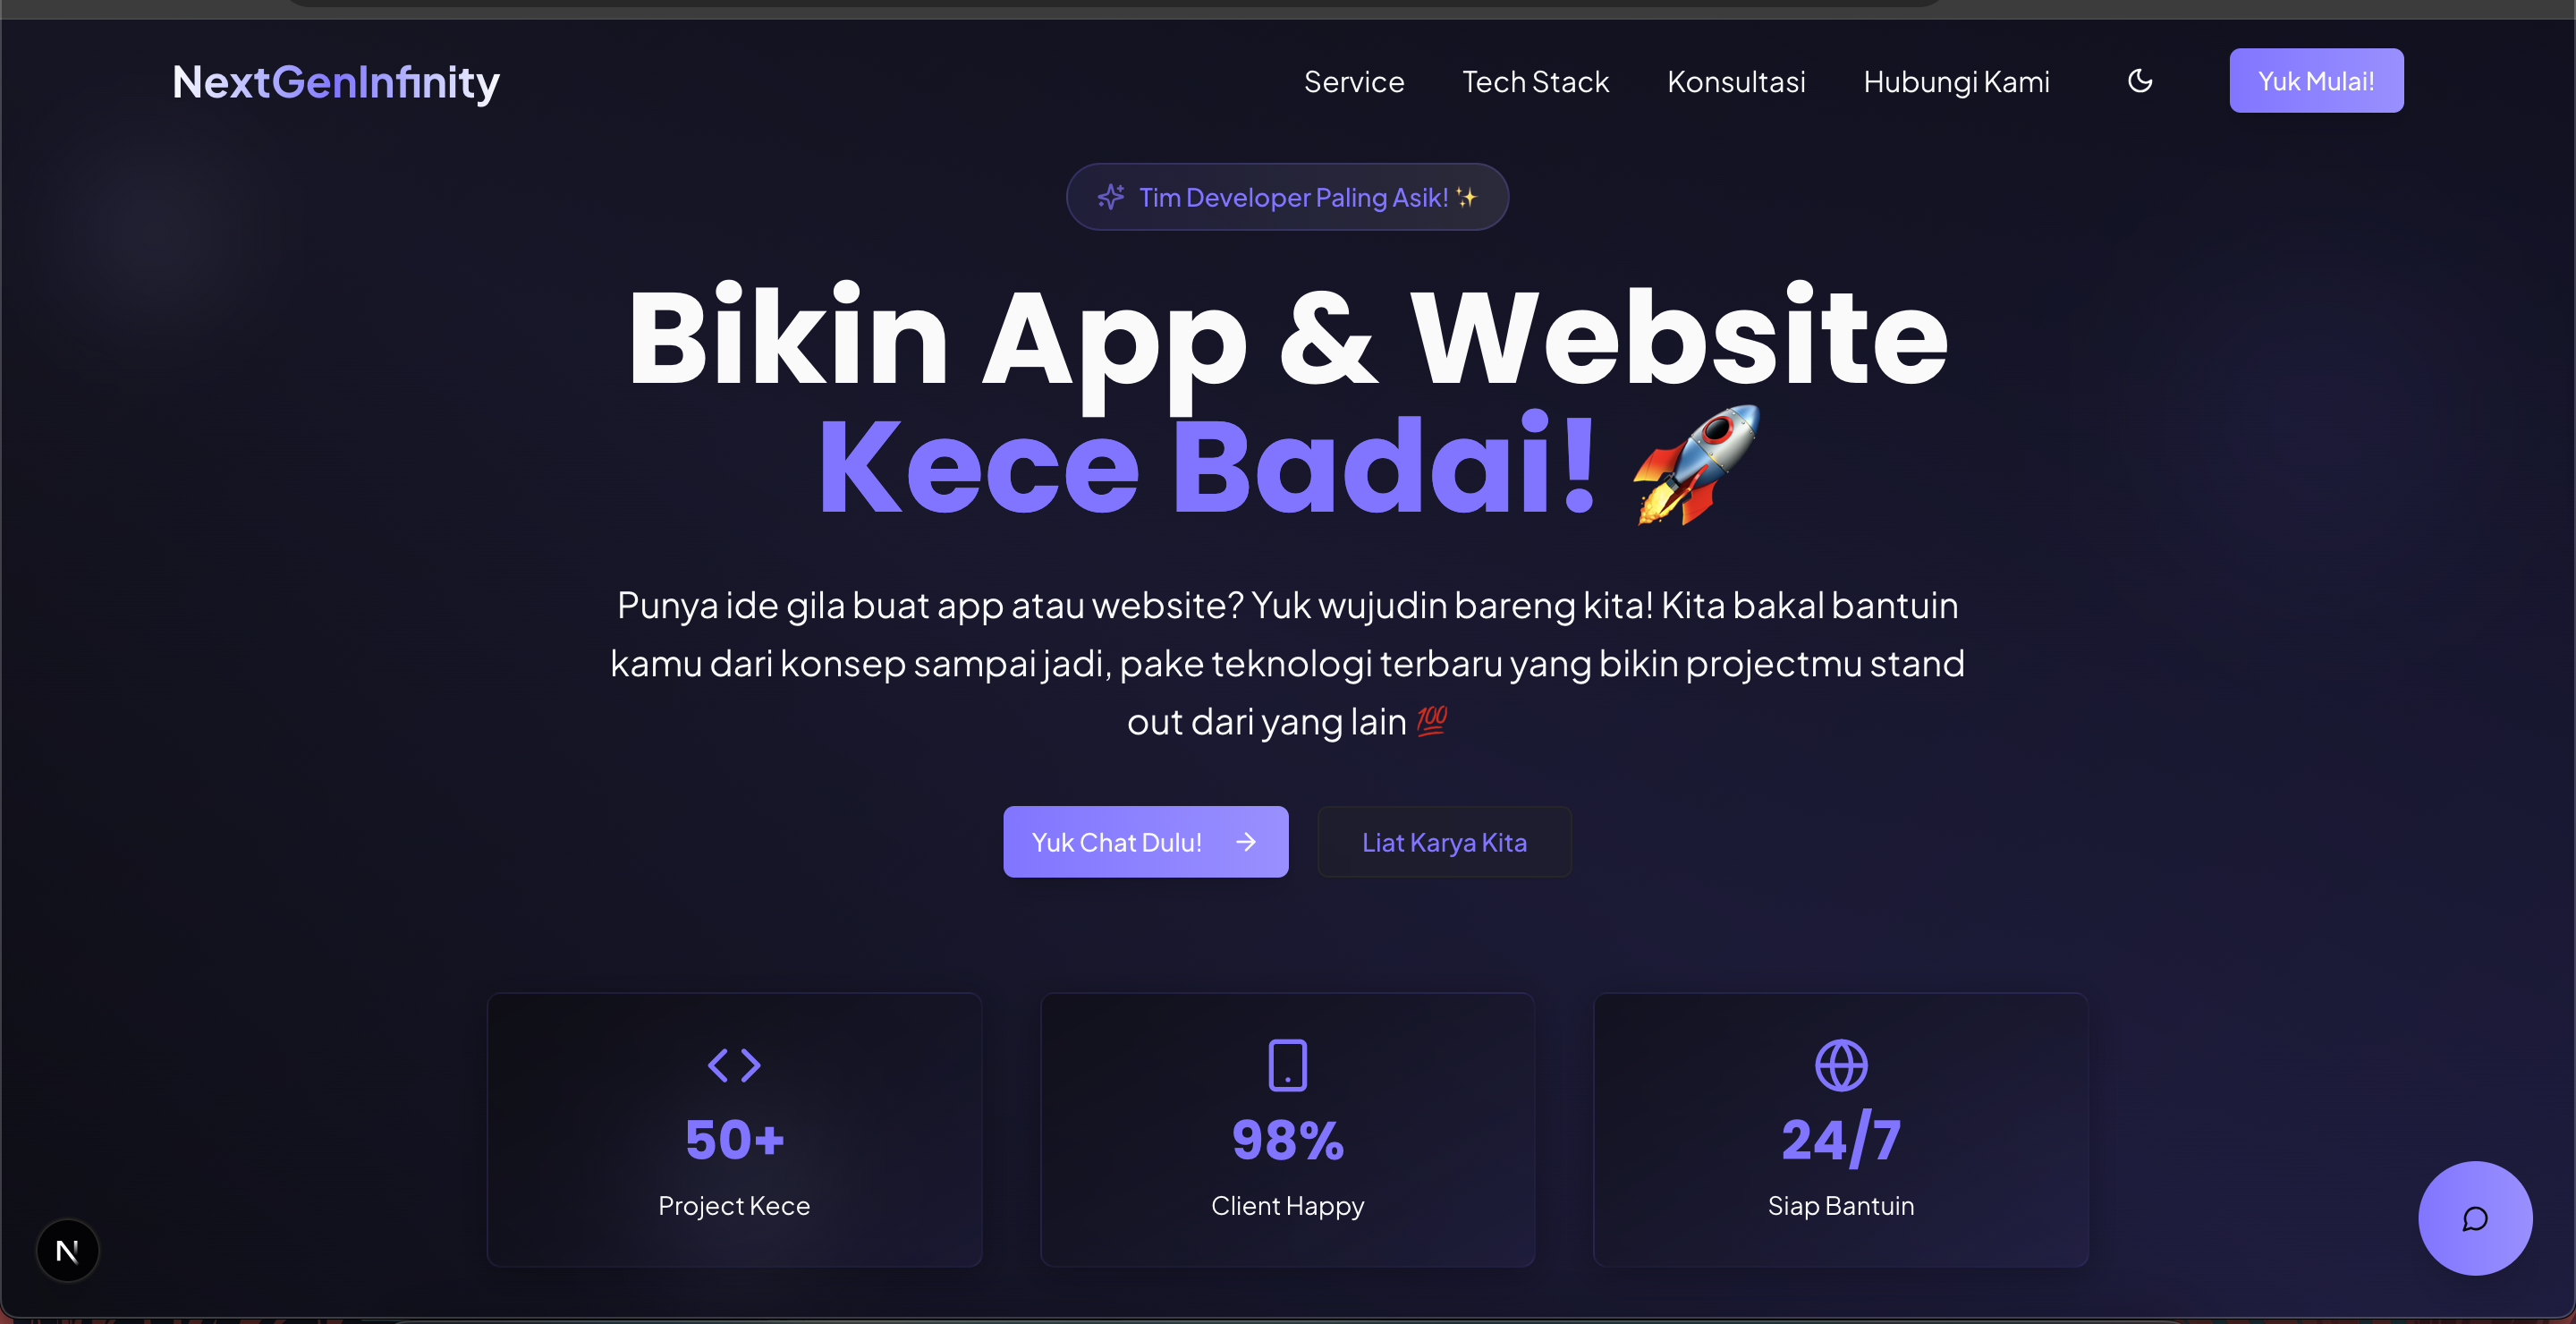 NextGenInfinity
Service Tech Stack Konsultasi Hubungi Kami Yuk Mulai!
Tim Developer Paling Asik! ✨
Bikin App & Website
Kece Badai! 🚀
Punya ide gila buat app atau website? Yuk wujudin bareng kita! Kita bakal bantuin
kamu dari konsep sampai jadi, pake teknologi terbaru yang bikin projectmu stand
out dari yang lain 💯
Yuk Chat Dulu! → Liat Karya Kita
50+
Project Kece
98%
Client Happy
24/7
Siap Bantuin
N